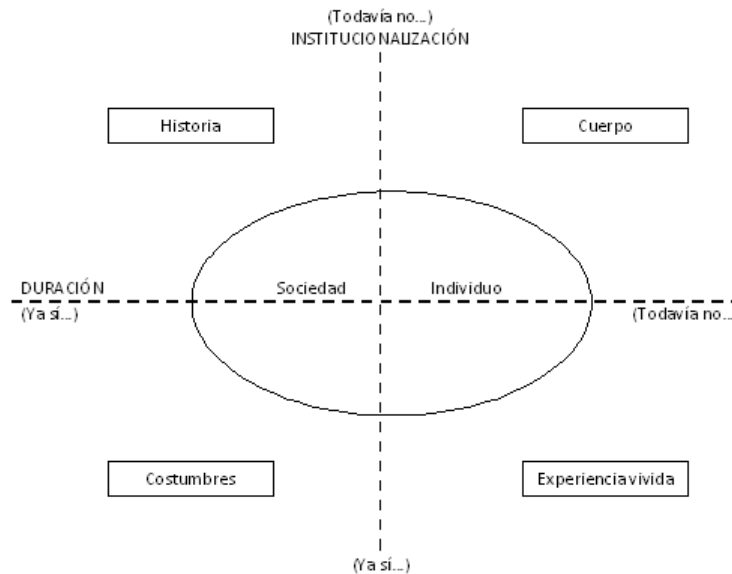 (Todavía no...)
INSTITUCIONALIZACIÓN
Historia
Cuerpo
DURACIÓN
Sociedad
Individuo
(Ya sí...)
(Todavía no...
Costumbres
Experiencia vivida
(Ya sí...)